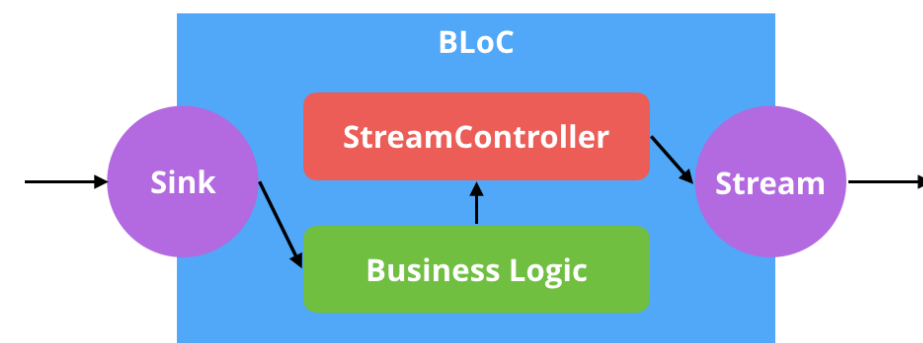 BLoC
StreamController
Sink
Stream
Business Logic